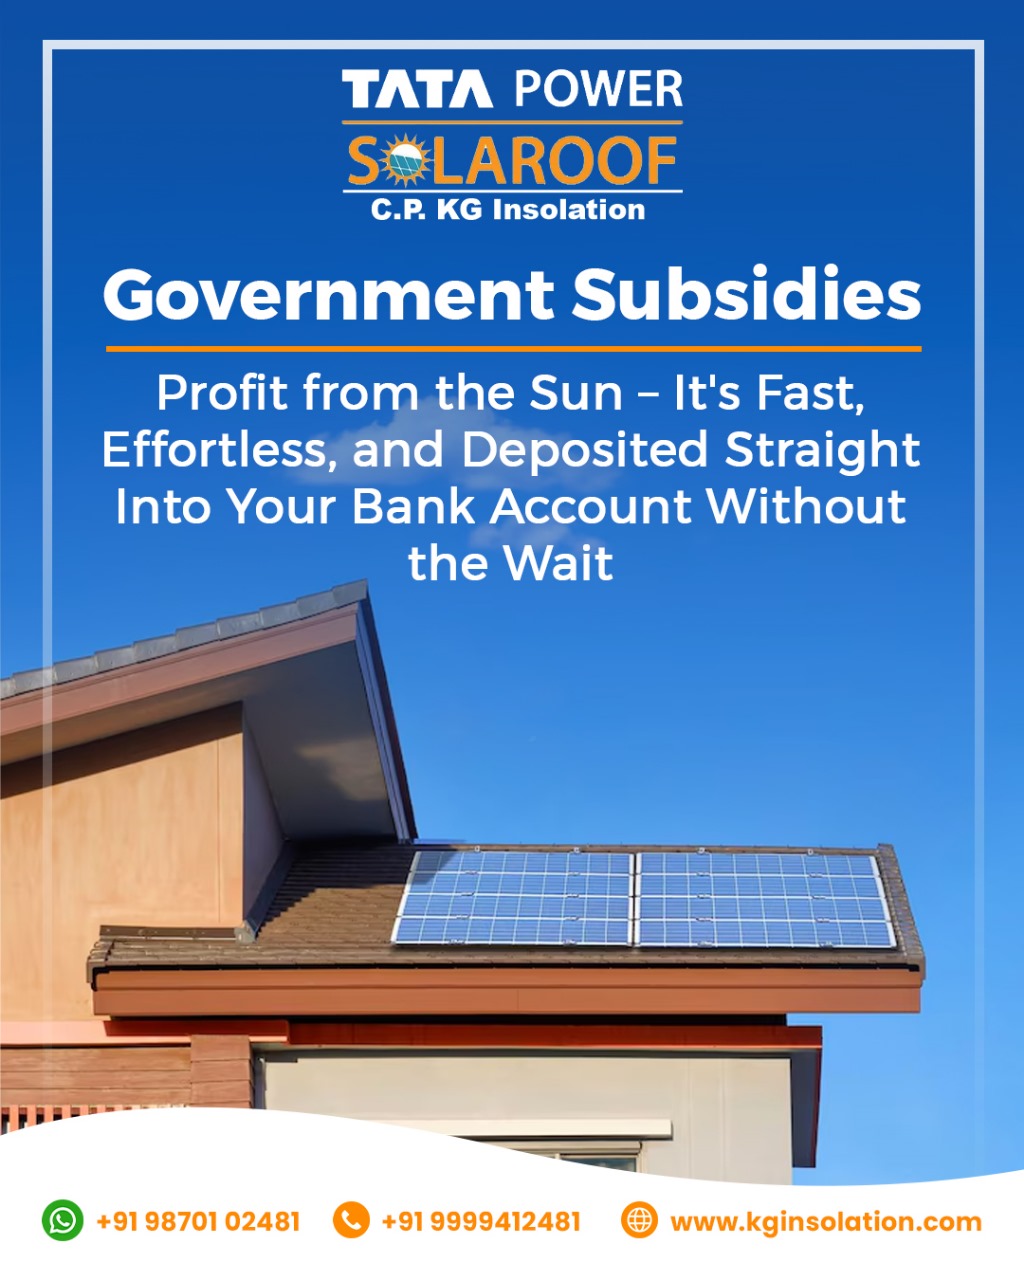 TATA POWER
SOLAROOF
C.P. KG Insolation
Government Subsidies
Profit from the Sun – It's Fast,
Effortless, and Deposited Straight
Into Your Bank Account Without
the Wait
+91 98701 02481 +91 9999412481 www.kginsolation.com